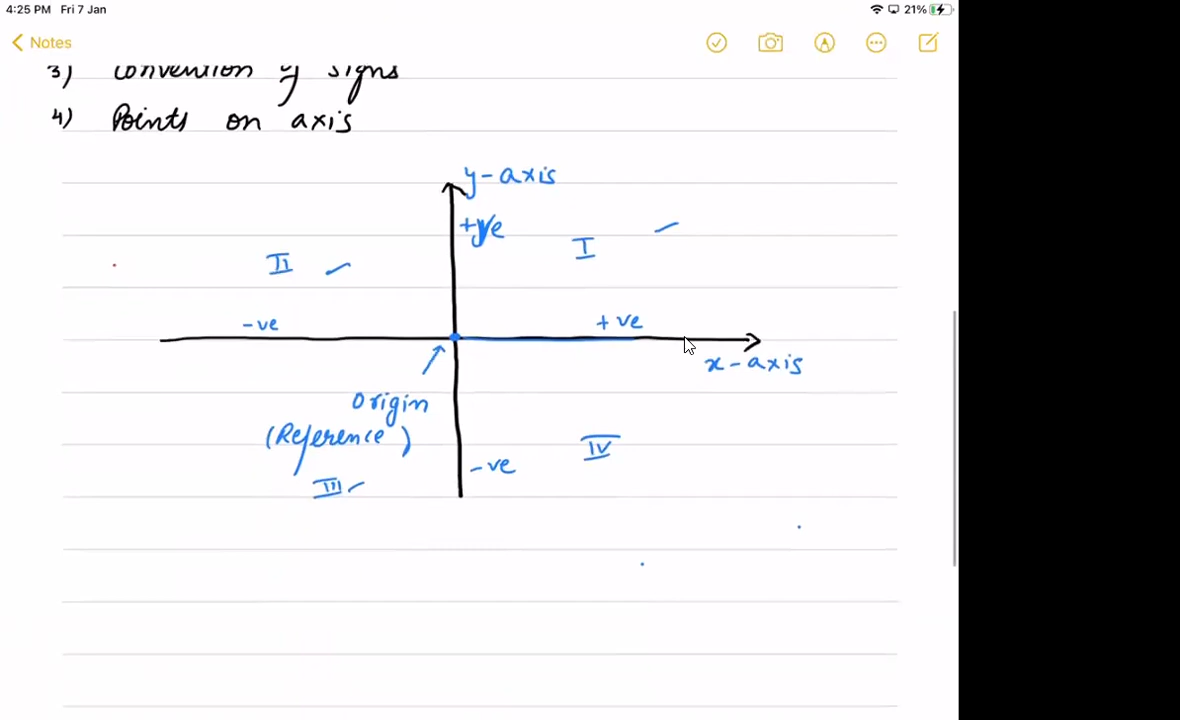 4:25 PM Fri 7 Jan
21%
Notes
3) Convention of signs
4) Points on axis
y-axis
+ve
I
II
-ve
+ve
x-axis
Origin
(Reference)
IV
-ve
III